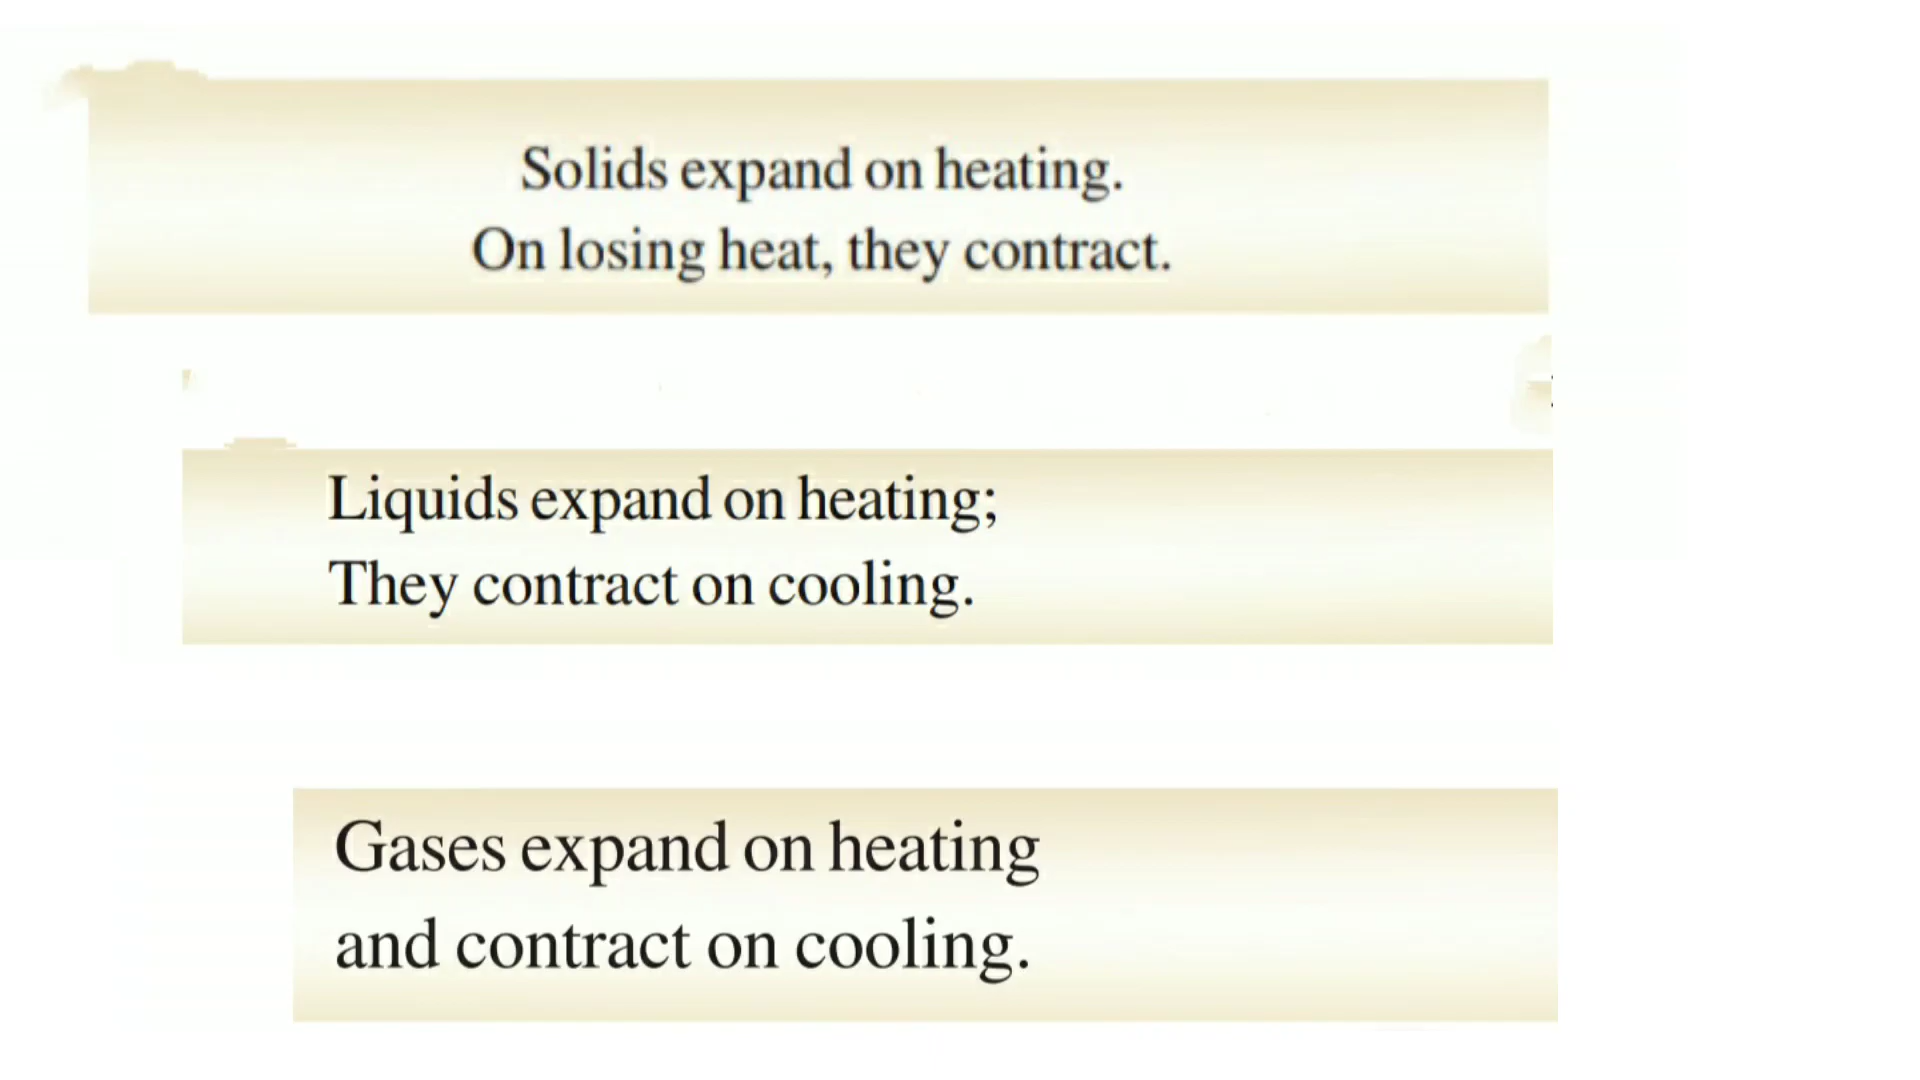 Solids expand on heating.
On losing heat, they contract.
Liquids expand on heating;
They contract on cooling.
Gases expand on heating
and contract on cooling.